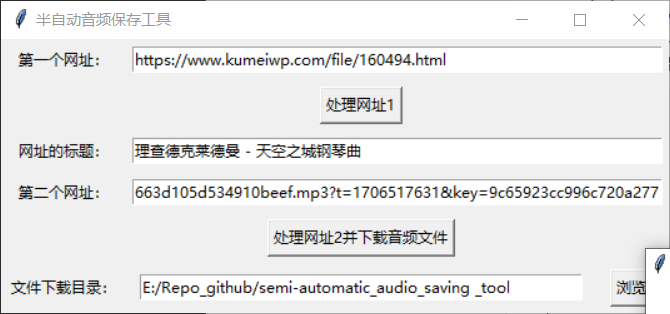 半自动音频保存工具
第一个网址： https://www.kumeiwp.com/file/160494.html
处理网址1
网址的标题： 理查德克莱德曼 - 天空之城钢琴曲
第二个网址： 663d105d534910beef.mp3?t=1706517631&key=9c65923cc996c720a277
处理网址2并下载音频文件
文件下载目录： E:/Repo_github/semi-automatic_audio_saving _tool 浏览